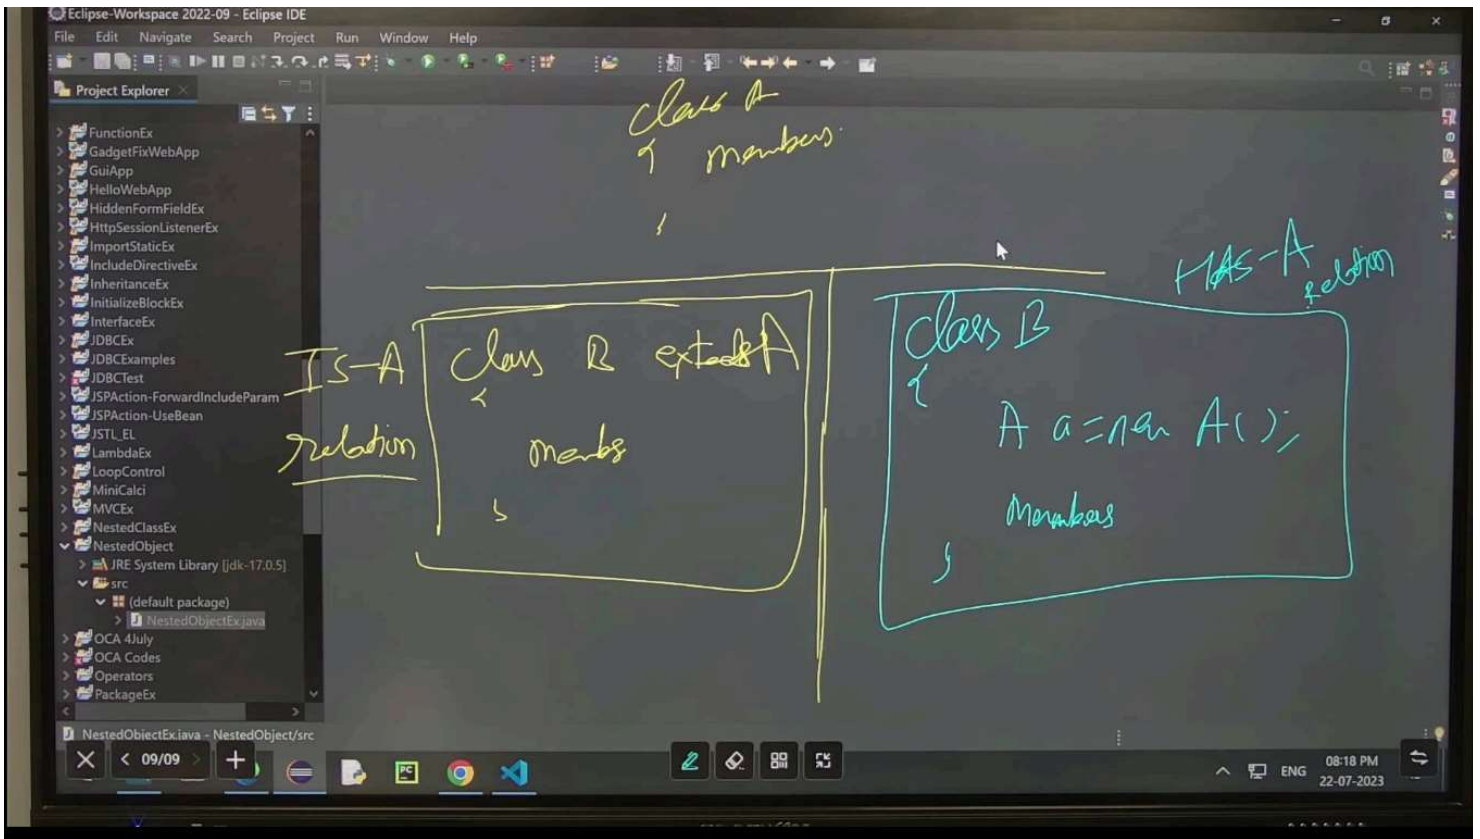 Eclipse-Workspace 2022-09 - Eclipse IDE
File Edit Navigate Search Project Run Window Help
Project Explorer
FunctionEx
GadgetFixWebApp
GuiApp
HelloWebApp
HiddenFormFieldEx
HttpSessionListenerEx
ImportStaticEx
IncludeDirectiveEx
InheritanceEx
InitializeBlockEx
InterfaceEx
JDBCEx
JDBCExamples
JDBCTest
JSPAction-ForwardIncludeParam
JSPAction-UseBean
JSTL_EL
LambdaEx
LoopControl
MiniCalci
MVCEx
NestedClassEx
NestedObject
JRE System Library [jdk-17.0.5]
src
(default package)
NestedObjectEx.java
OCA 4July
OCA Codes
Operators
PackageEx
NestedObjectEx.java - NestedObject/src
class A
{ members
}
IS-A
relation
class B extends A
{
membs
}
HAS-A
relation
class B
{
A a = new A();
Members
}
09/09
PC
ENG
08:18 PM
22-07-2023